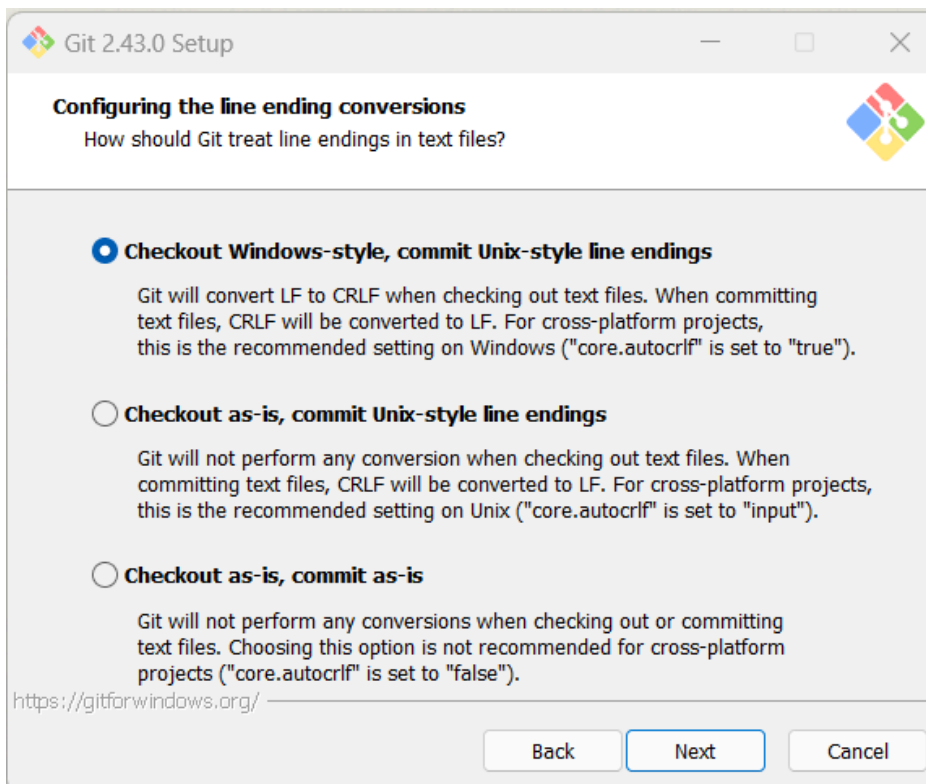 Git 2.43.0 Setup
Configuring the line ending conversions
How should Git treat line endings in text files?
Checkout Windows-style, commit Unix-style line endings
Git will convert LF to CRLF when checking out text files. When committing
text files, CRLF will be converted to LF. For cross-platform projects,
this is the recommended setting on Windows ("core.autocrlf" is set to "true").
Checkout as-is, commit Unix-style line endings
Git will not perform any conversion when checking out text files. When
committing text files, CRLF will be converted to LF. For cross-platform projects,
this is the recommended setting on Unix ("core.autocrlf" is set to "input").
Checkout as-is, commit as-is
Git will not perform any conversions when checking out or committing
text files. Choosing this option is not recommended for cross-platform
projects ("core.autocrlf" is set to "false").
https://gitforwindows.org/
Back Next Cancel